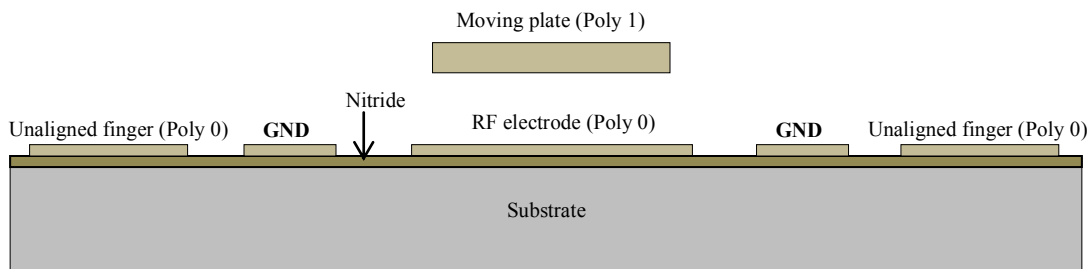 Moving plate (Poly 1)
Nitride
Unaligned finger (Poly 0)
GND
RF electrode (Poly 0)
GND
Unaligned finger (Poly 0)
Substrate